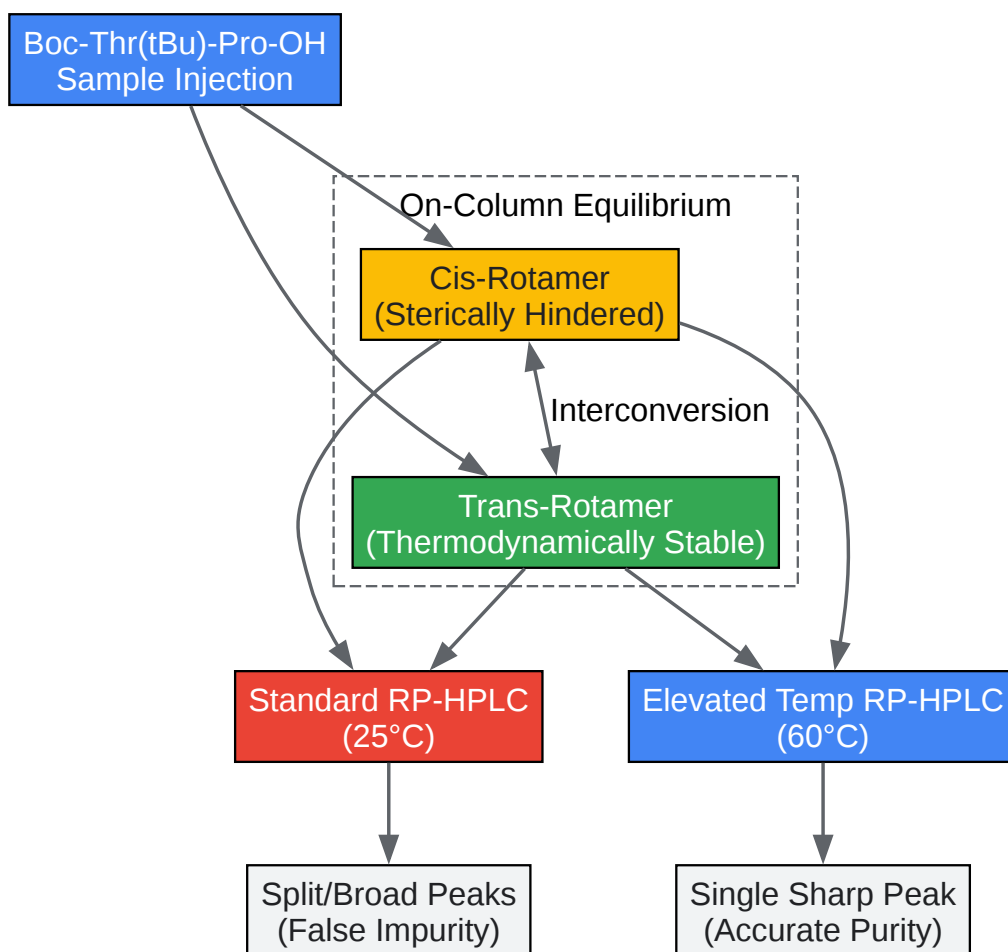 Boc-Thr(tBu)-Pro-OH
Sample Injection
On-Column Equilibrium
Cis-Rotamer
(Sterically Hindered)
Interconversion
Trans-Rotamer
(Thermodynamically Stable)
Standard RP-HPLC
(25°C)
Elevated Temp RP-HPLC
(60°C)
Split/Broad Peaks
(False Impurity)
Single Sharp Peak
(Accurate Purity)